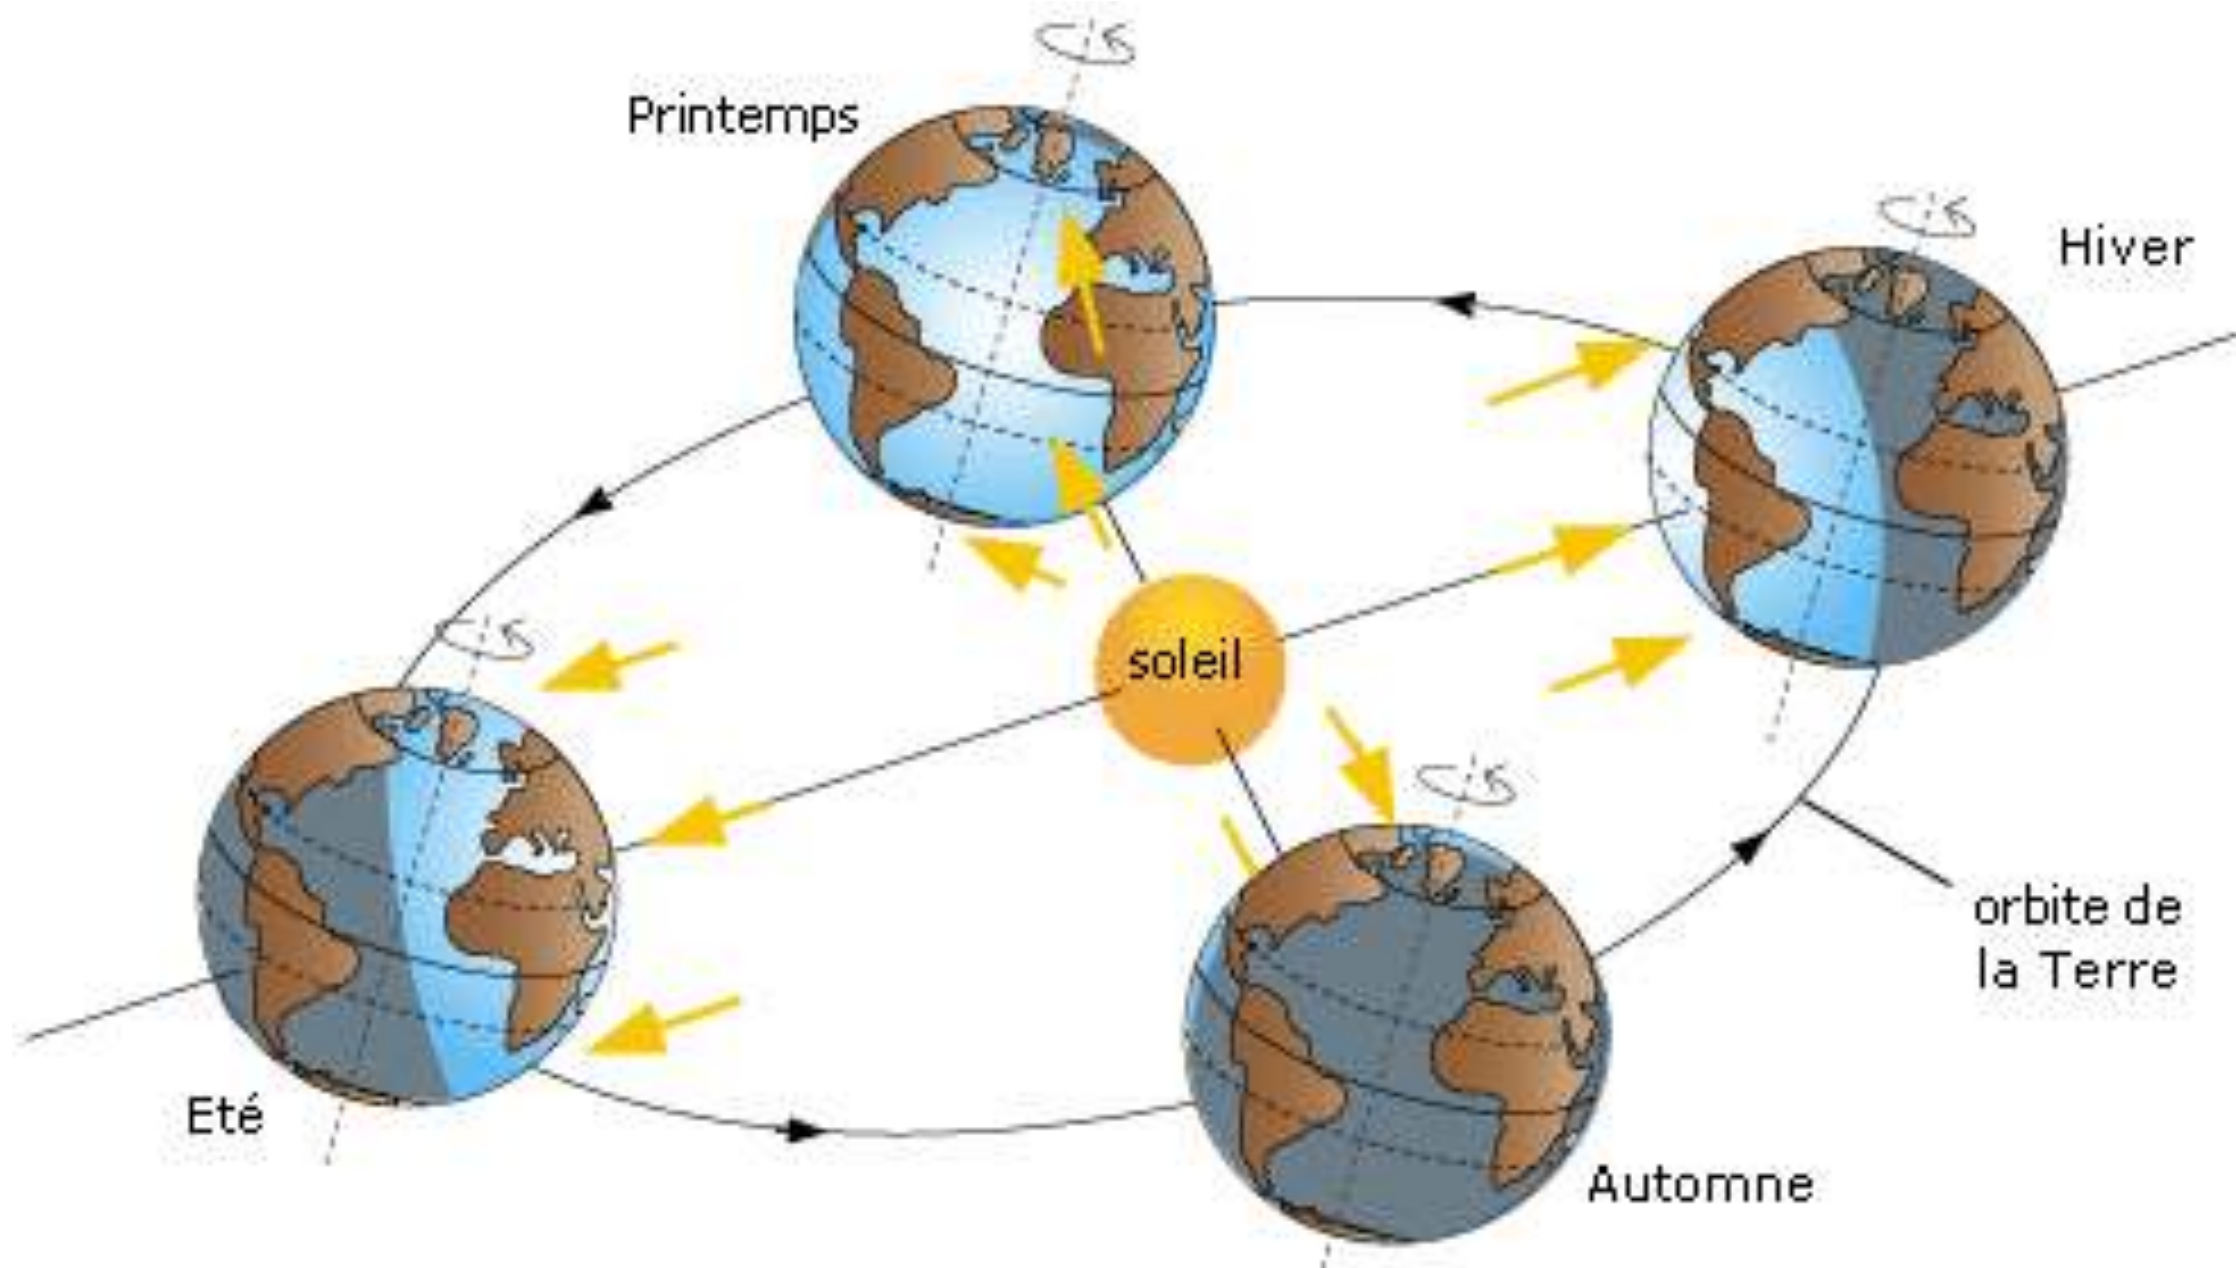 Printemps
Hiver
soleil
orbite de
la Terre
Eté
Automne